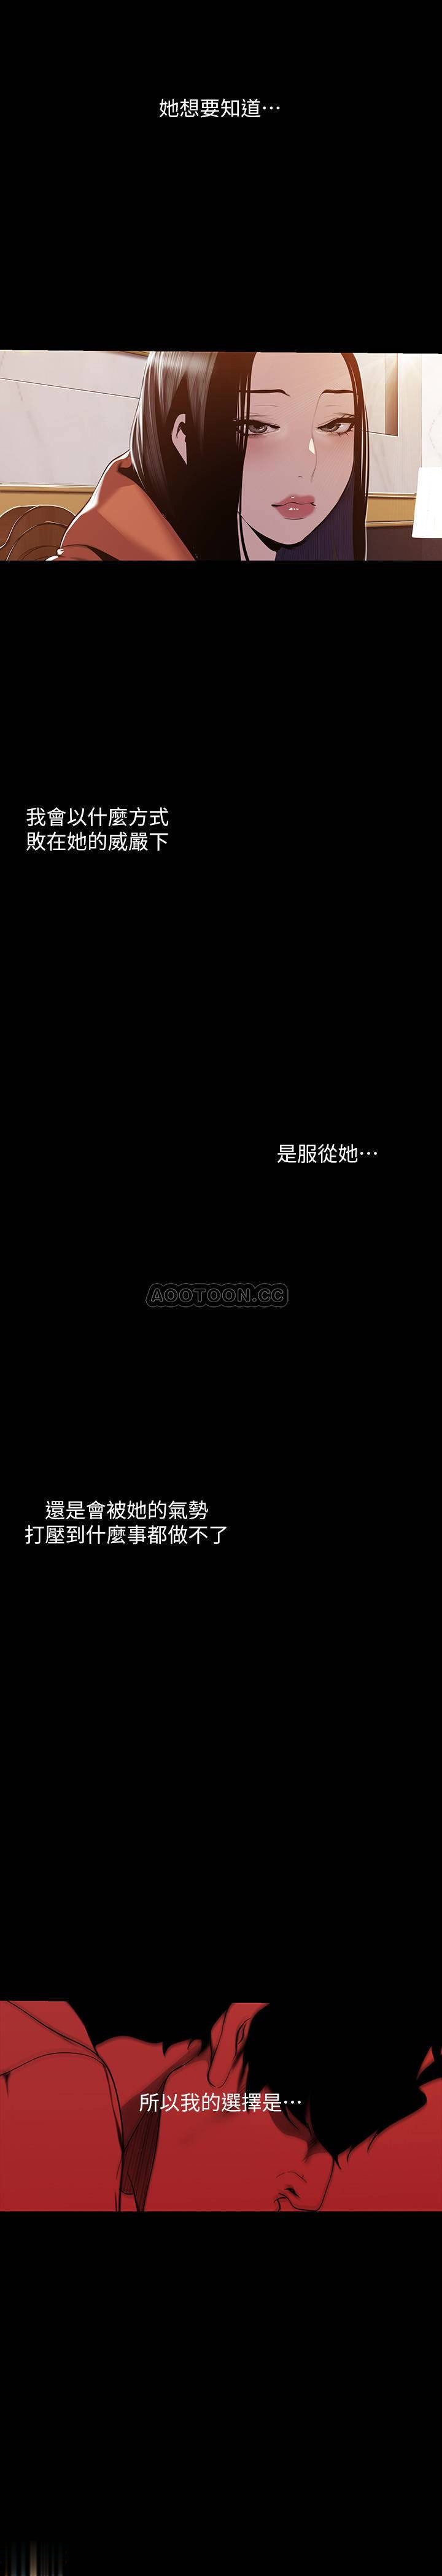 她想要知道⋯
我會以什麼方式
敗在她的威嚴下
是服從她⋯
AOOTOON.CC
還是會被她的氣勢
打壓到什麼事都做不了
所以我的選擇是⋯